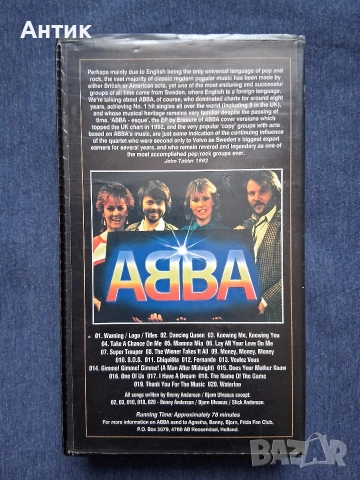 Антик
Perhaps mainly due to English being the only universal language of pop and
rock, the vast majority of classic modern popular music has been made by
either British or American acts, yet one of the most enduring and successful
groups of all time come from Sweden, where English is a foreign language.
We're talking about ABBA, of course, who dominated charts for around eight
years, achieving No. 1 hit singles all over the world (including 9 in the UK),
and whose musical heritage remains very familiar despite the passing of
time. 'ABBA - esque', the EP by Erasure of ABBA cover versions which
topped the UK chart in 1992, and the very popular 'copy' groups with acts
based on ABBA's music, are just some indication of the continuing influence
of the quartet who were second only to Volvo as Sweden's biggest export
earners for several years, and who remain revered and legendary as one of
the most accomplished pop/rock groups ever.
John Tobler 1992
ABBA
01. Warning / Logo / Titles 02. Dancing Queen 03. Knowing Me, Knowing You
04. Take A Chance On Me 05. Mamma Mia 06. Lay All Your Love On Me
07. Super Trouper 08. The Winner Takes It All 09. Money, Money, Money
010. S.O.S. 011. Chiquitita 012. Fernando 013. Voulez Vous
014. Gimme! Gimme! Gimme! (A Man After Midnight) 015. Does Your Mother Know
016. One Of Us 017. I Have A Dream 018. The Name Of The Game
019. Thank You For The Music 020. Waterloo
All songs written by Benny Anderson / Bjorn Ulvaeus except:
02, 03, 010, 018, 020 - Benny Anderson / Bjorn Ulvaeus / Stick Anderson
Running Time: Approximately 78 minutes
For more information on ABBA send to Agnetha, Benny, Bjorn, Frida Fan Club,
P.O. Box 3079, 4700 AB Roosendaal, Holland.
bazar